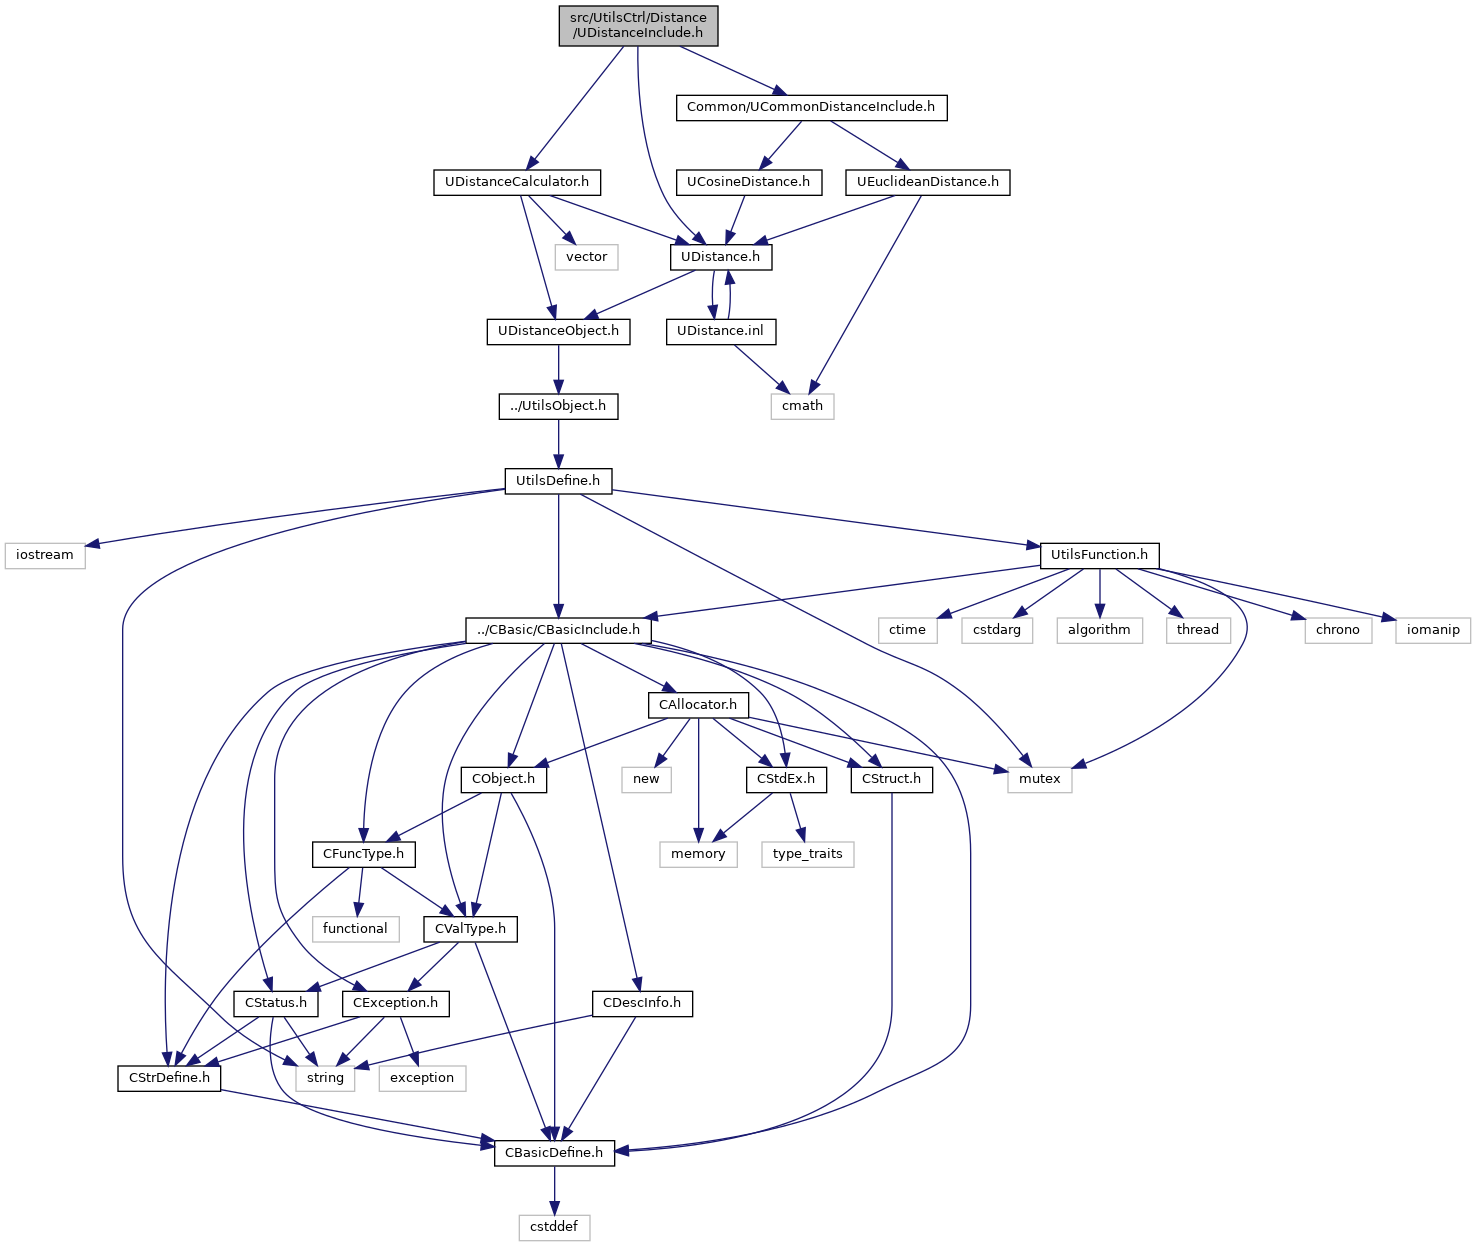 src/UtilsCtrl/Distance
/UDistanceInclude.h
Common/UCommonDistanceInclude.h
UDistanceCalculator.h
UCosineDistance.h
UEuclideanDistance.h
vector
UDistance.h
UDistanceObject.h
UDistance.inl
../UtilsObject.h
cmath
UtilsDefine.h
iostream
UtilsFunction.h
../CBasic/CBasicInclude.h
ctime
cstdarg
algorithm
thread
chrono
iomanip
CAllocator.h
CObject.h
new
CStdEx.h
CStruct.h
mutex
CFuncType.h
memory
type_traits
functional
CValType.h
CStatus.h
CException.h
CDescInfo.h
CStrDefine.h
string
exception
CBasicDefine.h
cstddef